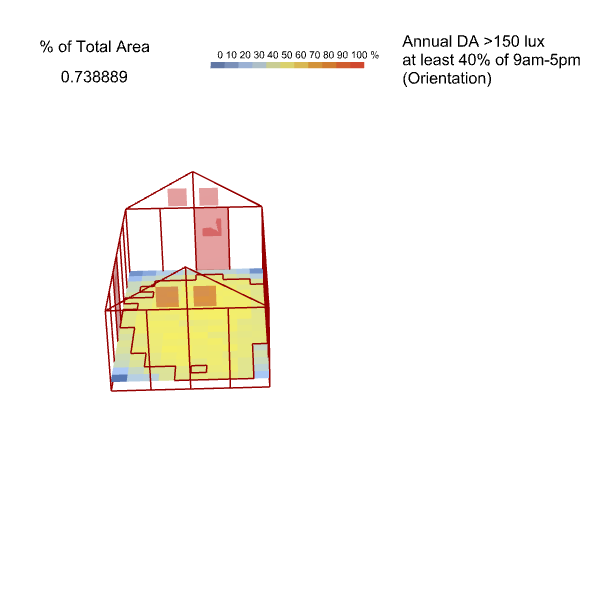 % of Total Area
0.738889
0 10 20 30 40 50 60 70 80 90 100 %
Annual DA >150 lux
at least 40% of 9am-5pm
(Orientation)